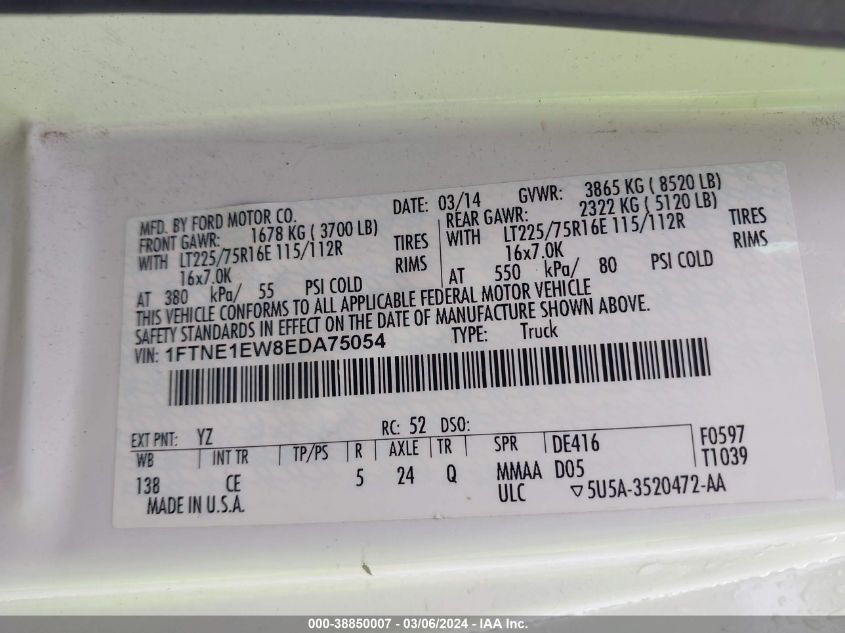 MFD. BY FORD MOTOR CO.
DATE: 03/14 GVWR: 3865 KG ( 8520 LB)
FRONT GAWR: 1678 KG ( 3700 LB)
REAR GAWR: 2322 KG ( 5120 LB)
WITH LT225/75R16E 115/112R TIRES
WITH LT225/75R16E 115/112R TIRES
16x7.0K RIMS
16x7.0K RIMS
AT 380 kPa/ 55 PSI COLD
AT 550 kPa/ 80 PSI COLD
THIS VEHICLE CONFORMS TO ALL APPLICABLE FEDERAL MOTOR VEHICLE
SAFETY STANDARDS IN EFFECT ON THE DATE OF MANUFACTURE SHOWN ABOVE.
VIN: 1FTNE1EW8EDA75054 TYPE: Truck
EXT PNT: YZ RC: 52 DSO:
WB INT TR TP/PS R AXLE TR SPR DE416 F0597
138 CE 5 24 Q MMAA D05 T1039
MADE IN U.S.A. ULC ▽5U5A-3520472-AA
000-38850007 - 03/06/2024 - IAA Inc.